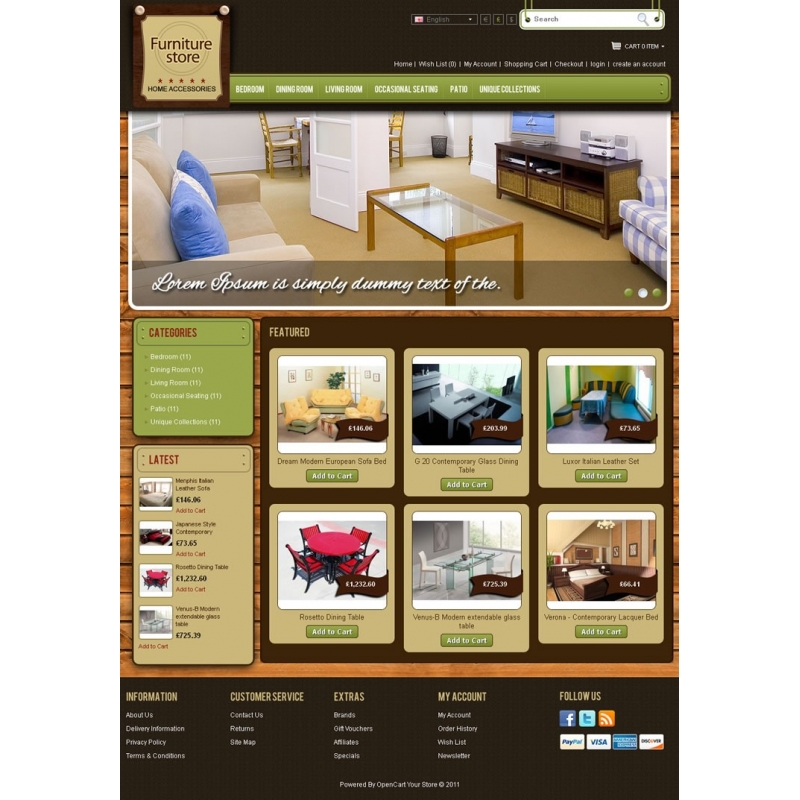 Furniture
store
HOME ACCESSORIES
English
€ £ $
Search
CART 0 ITEM
Home | Wish List (0) | My Account | Shopping Cart | Checkout | login | create an account
BEDROOM DINING ROOM LIVING ROOM OCCASIONAL SEATING PATIO UNIQUE COLLECTIONS
Lorem Ipsum is simply dummy text of the.
CATEGORIES
Bedroom (11)
Dining Room (11)
Living Room (11)
Occasional Seating (11)
Patio (11)
Unique Collections (11)
LATEST
Menphis Italian
Leather Sofa
£146.06
Add to Cart
Japanese Style
Contemporary
£73.65
Add to Cart
Rosetto Dining Table
£1,232.60
Add to Cart
Venus-B Modern
extendable glass
table
£725.39
Add to Cart
FEATURED
£146.06
Dream Modern European Sofa Bed
Add to Cart
£203.99
G 20 Contemporary Glass Dining
Table
Add to Cart
£73.65
Luxor Italian Leather Set
Add to Cart
£1,232.60
Rosetto Dining Table
Add to Cart
£725.39
Venus-B Modern extendable glass
table
Add to Cart
£66.41
Verona - Contemporary Lacquer Bed
Add to Cart
INFORMATION
About Us
Delivery Information
Privacy Policy
Terms & Conditions
CUSTOMER SERVICE
Contact Us
Returns
Site Map
EXTRAS
Brands
Gift Vouchers
Affiliates
Specials
MY ACCOUNT
My Account
Order History
Wish List
Newsletter
FOLLOW US
PayPal VISA AMERICAN EXPRESS DISCOVER
Powered By OpenCart Your Store © 2011